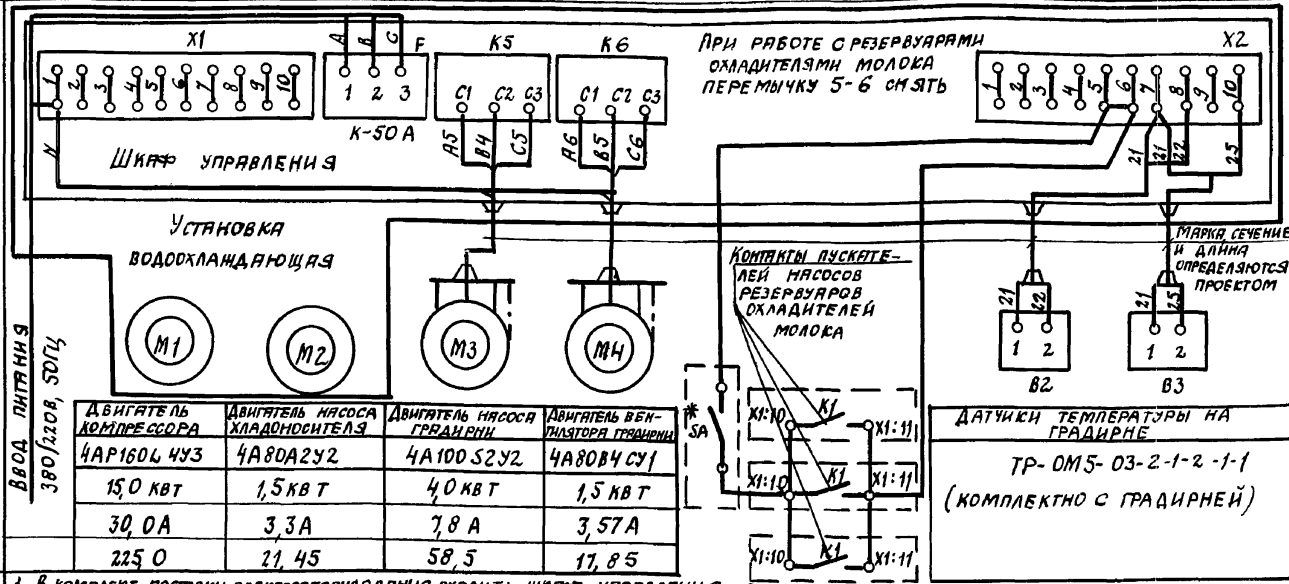 X1
A B C F
K5
K6
ПРИ РАБОТЕ С РЕЗЕРВУАРАМИ
ОХЛАДИТЕЛЯМИ МОЛОКА
ПЕРЕМЫЧКУ 5-6 СНЯТЬ
X2
1 2 3 4 5 6 7 8 9 10
1 2 3
C1 C2 C3
C1 C2 C3
1 2 3 4 5 6 7 8 9 10
К-50А
N
A5 B4 C5
A6 B5 C6
21 21 22 25
ШКАФ УПРАВЛЕНИЯ
УСТАНОВКА
ВОДООХЛАЖДАЮЩАЯ
МАРКА, СЕЧЕНИЕ
И ДЛИНА
ОПРЕДЕЛЯЮТСЯ
ПРОЕКТОМ
КОНТАКТЫ ПУСКАТЕ-
ЛЕЙ НАСОСОВ
РЕЗЕРВУАРОВ
ОХЛАДИТЕЛЕЙ
МОЛОКА
21 22
21 25
M1
M2
M3
M4
1 2
1 2
B2
B3
ВВОД ПИТАНИЯ
380/220В, 50ГЦ
ДВИГАТЕЛЬ КОМПРЕССОРА
ДВИГАТЕЛЬ НАСОСА ХЛАДОНОСИТЕЛЯ
ДВИГАТЕЛЬ НАСОСА ГРАДИРНИ
ДВИГАТЕЛЬ ВЕН-ТИЛЯТОРА ГРАДИРНИ
4АР160L4У3 4А80А2У2 4А100S2У2 4А80В4СУ1
15,0 КВТ 1,5 КВТ 4,0 КВТ 1,5 КВТ
30,0А 3,3А 7,8 А 3,57А
225,0 21,45 58,5 17,85
* SA
X1:10 K1 X1:11
X1:10 K1 X1:11
X1:10 K1 X1:11
ДАТЧИКИ ТЕМПЕРАТУРЫ НА
ГРАДИРНЕ
ТР-ОМ5-03-2-1-2-1-1
(КОМПЛЕКТНО С ГРАДИРНЕЙ)